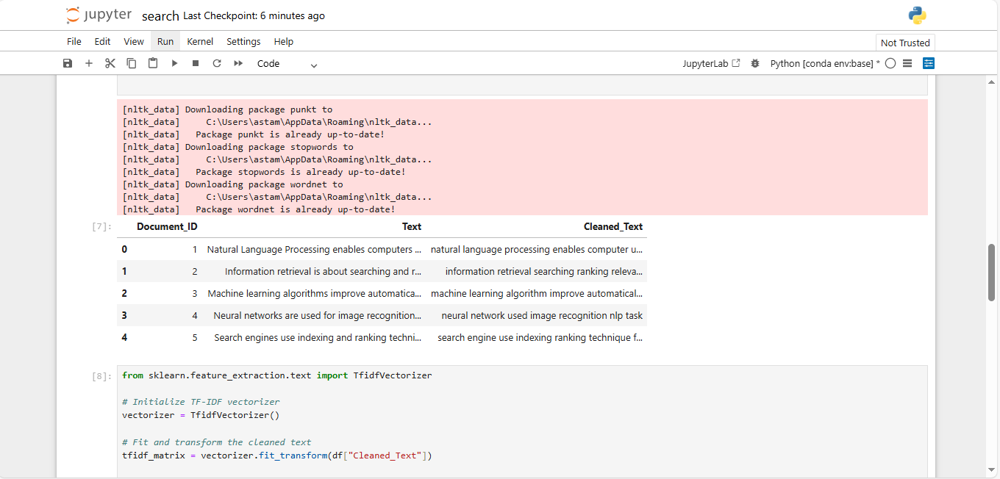 jupyter search Last Checkpoint: 6 minutes ago
File Edit View Run Kernel Settings Help
Not Trusted
Code
JupyterLab Python [conda env:base] *
[nltk_data] Downloading package punkt to
[nltk_data]     C:\Users\astam\AppData\Roaming\nltk_data...
[nltk_data]   Package punkt is already up-to-date!
[nltk_data] Downloading package stopwords to
[nltk_data]     C:\Users\astam\AppData\Roaming\nltk_data...
[nltk_data]   Package stopwords is already up-to-date!
[nltk_data] Downloading package wordnet to
[nltk_data]     C:\Users\astam\AppData\Roaming\nltk_data...
[nltk_data]   Package wordnet is already up-to-date!
[7]: Document_ID Text Cleaned_Text
0 1 Natural Language Processing enables computers ... natural language processing enables computer u...
1 2 Information retrieval is about searching and r... information retrieval searching ranking releva...
2 3 Machine learning algorithms improve automatica... machine learning algorithm improve automatical...
3 4 Neural networks are used for image recognition... neural network used image recognition nlp task
4 5 Search engines use indexing and ranking techni... search engine use indexing ranking technique f...
[8]: from sklearn.feature_extraction.text import TfidfVectorizer
# Initialize TF-IDF vectorizer
vectorizer = TfidfVectorizer()
# Fit and transform the cleaned text
tfidf_matrix = vectorizer.fit_transform(df["Cleaned_Text"])